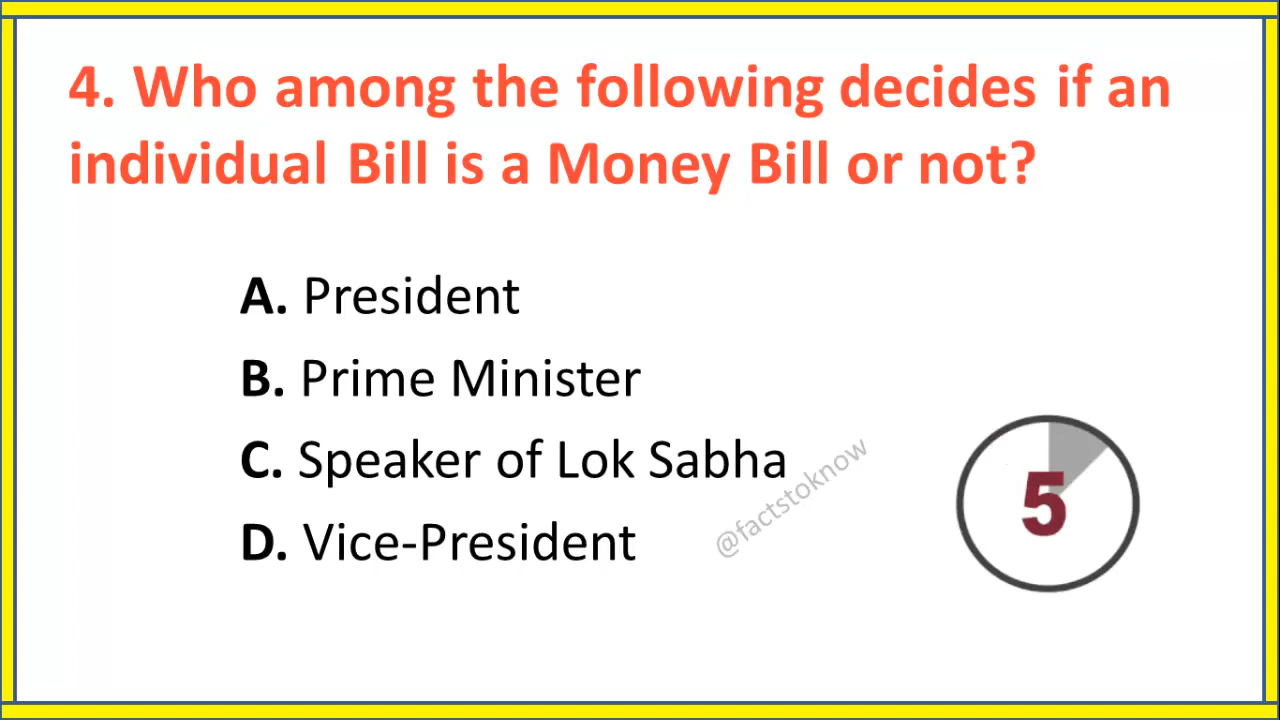 4. Who among the following decides if an
individual Bill is a Money Bill or not?
A. President
B. Prime Minister
C. Speaker of Lok Sabha
D. Vice-President
@factstoknow
5